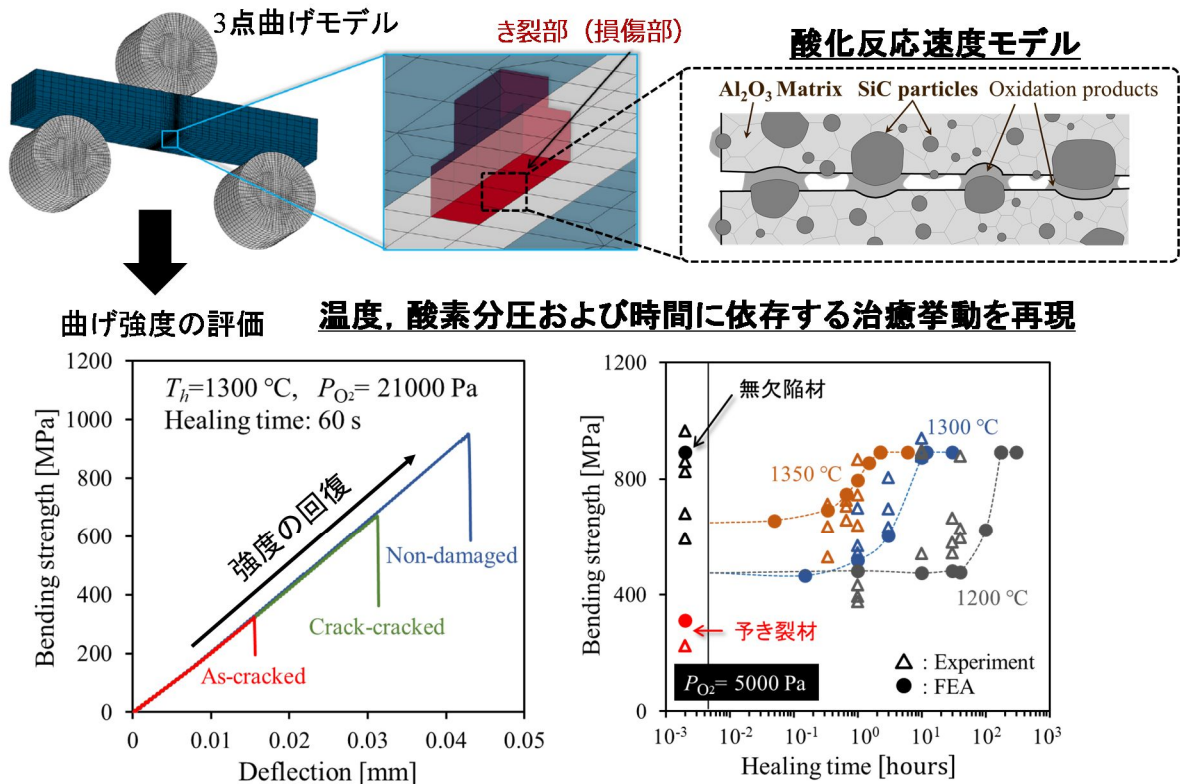 3点曲げモデル
き裂部（損傷部）
酸化反応速度モデル
Al₂O₃ Matrix SiC particles Oxidation products
曲げ強度の評価
温度，酸素分圧および時間に依存する治癒挙動を再現
Bending strength [MPa]
1200
1000
800
600
400
200
0
Tₕ=1300 ℃, P_O₂= 21000 Pa
Healing time: 60 s
強度の回復
Non-damaged
Crack-cracked
As-cracked
0 0.01 0.02 0.03 0.04 0.05
Deflection [mm]
Bending strength [MPa]
1200
800
400
0
無欠陥材
1300 ℃
1350 ℃
1200 ℃
予き裂材
P_O₂= 5000 Pa
△ : Experiment
● : FEA
10⁻³ 10⁻² 10⁻¹ 10⁰ 10¹ 10² 10³
Healing time [hours]